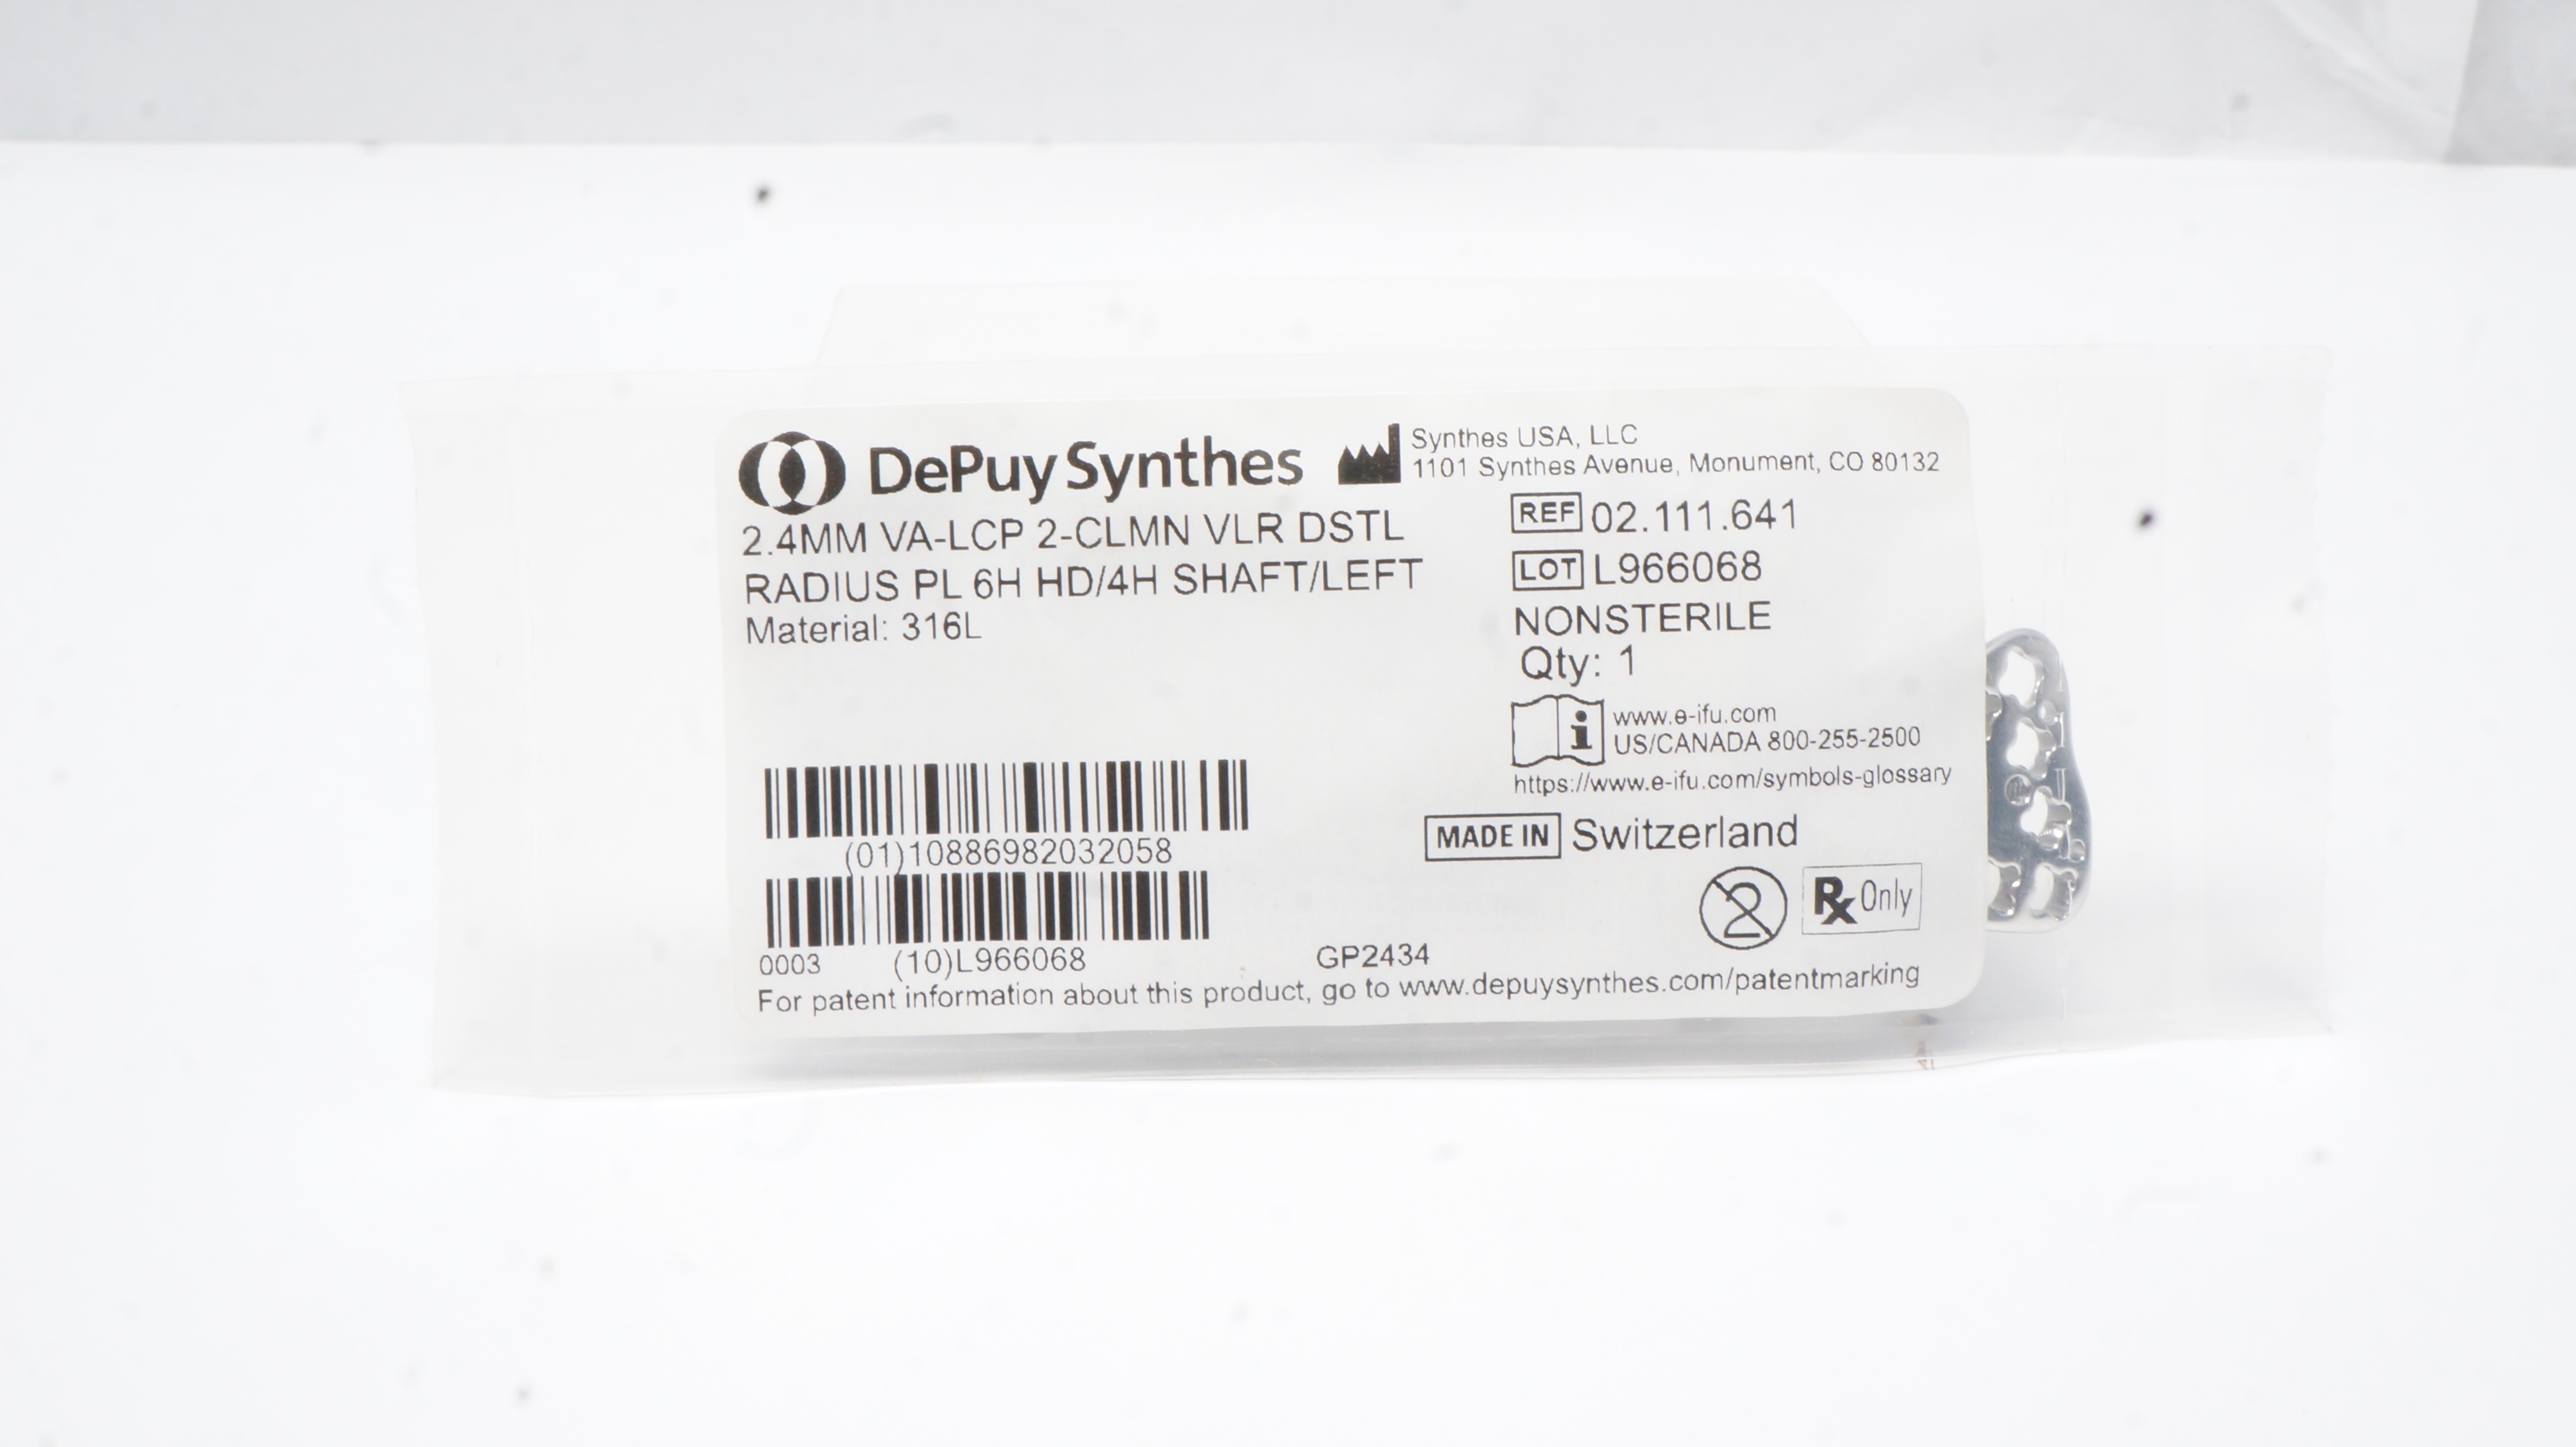 DePuy Synthes
Synthes USA, LLC
1101 Synthes Avenue, Monument, CO 80132
2.4MM VA-LCP 2-CLMN VLR DSTL
RADIUS PL 6H HD/4H SHAFT/LEFT
Material: 316L
REF 02.111.641
LOT L966068
NONSTERILE
Qty: 1
www.e-ifu.com
US/CANADA 800-255-2500
https://www.e-ifu.com/symbols-glossary
MADE IN Switzerland
(01)10886982032058
2
Rx Only
0003 (10)L966068
GP2434
For patent information about this product, go to www.depuysynthes.com/patentmarking